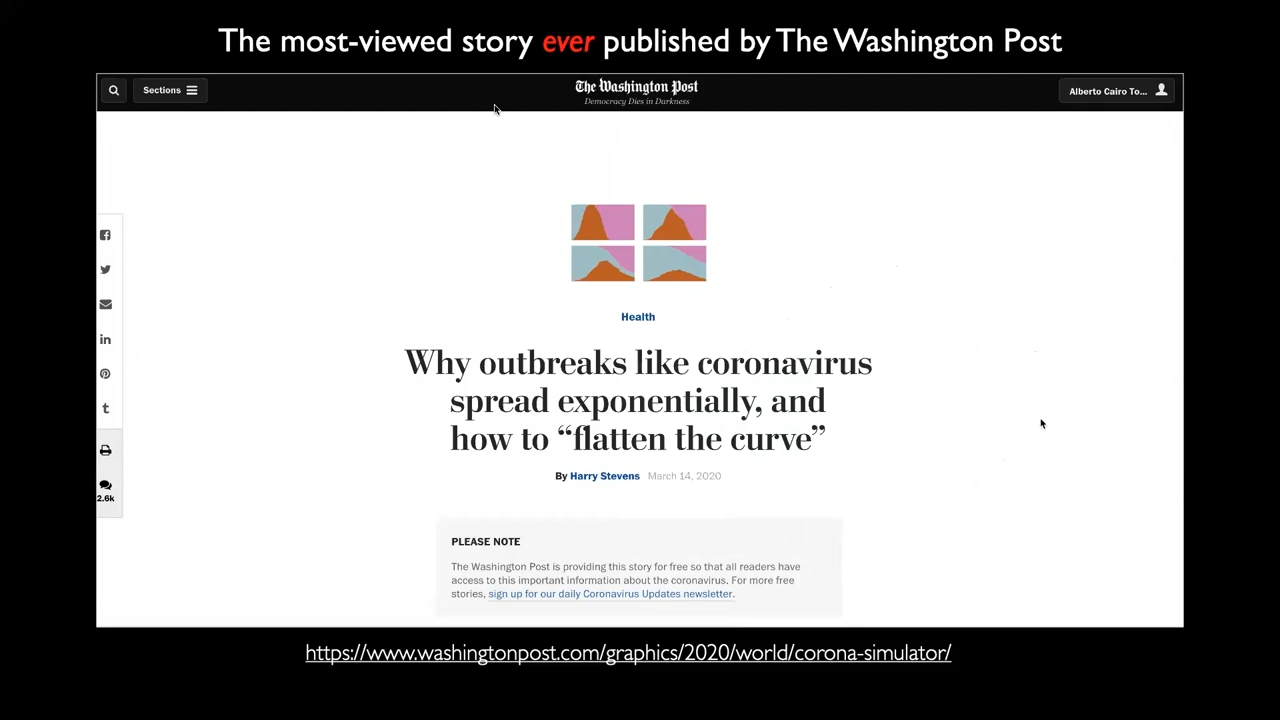 The most-viewed story ever published by The Washington Post
Sections
The Washington Post
Democracy Dies in Darkness
Alberto Cairo To...
Health
Why outbreaks like coronavirus
spread exponentially, and
how to “flatten the curve”
By Harry Stevens March 14, 2020
2.6k
PLEASE NOTE
The Washington Post is providing this story for free so that all readers have
access to this important information about the coronavirus. For more free
stories, sign up for our daily Coronavirus Updates newsletter.
https://www.washingtonpost.com/graphics/2020/world/corona-simulator/